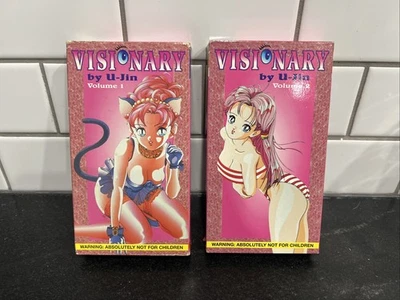 VISIONARY
by U-Jin
Volume 1
WARNING: ABSOLUTELY NOT FOR CHILDREN
VISIONARY
by U-Jin
Volume 2
WARNING: ABSOLUTELY NOT FOR CHILDREN